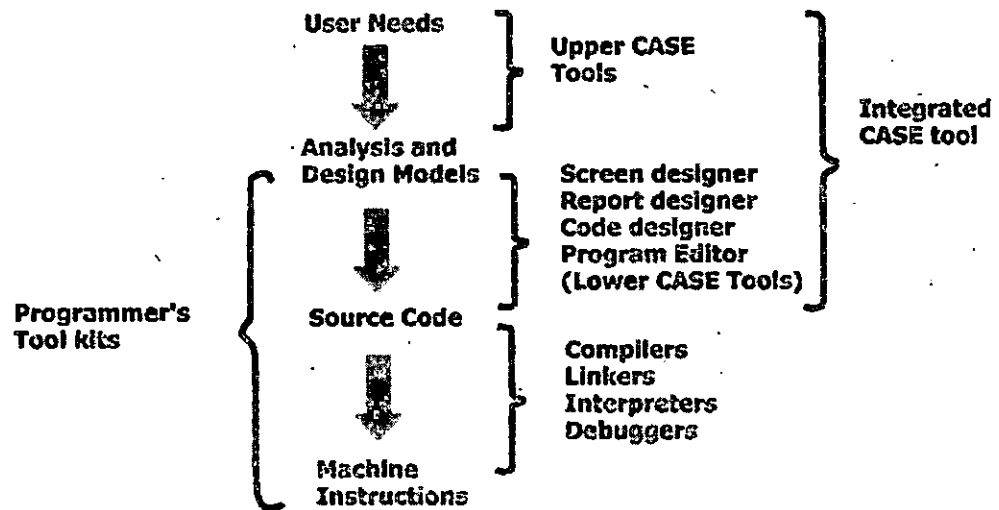 User Needs
Upper CASE
Tools
Integrated
CASE tool
Analysis and
Design Models
Screen designer
Report designer
Code designer
Program Editor
(Lower CASE Tools)
Programmer's
Tool kits
Source Code
Compilers
Linkers
Interpreters
Debuggers
Machine
Instructions